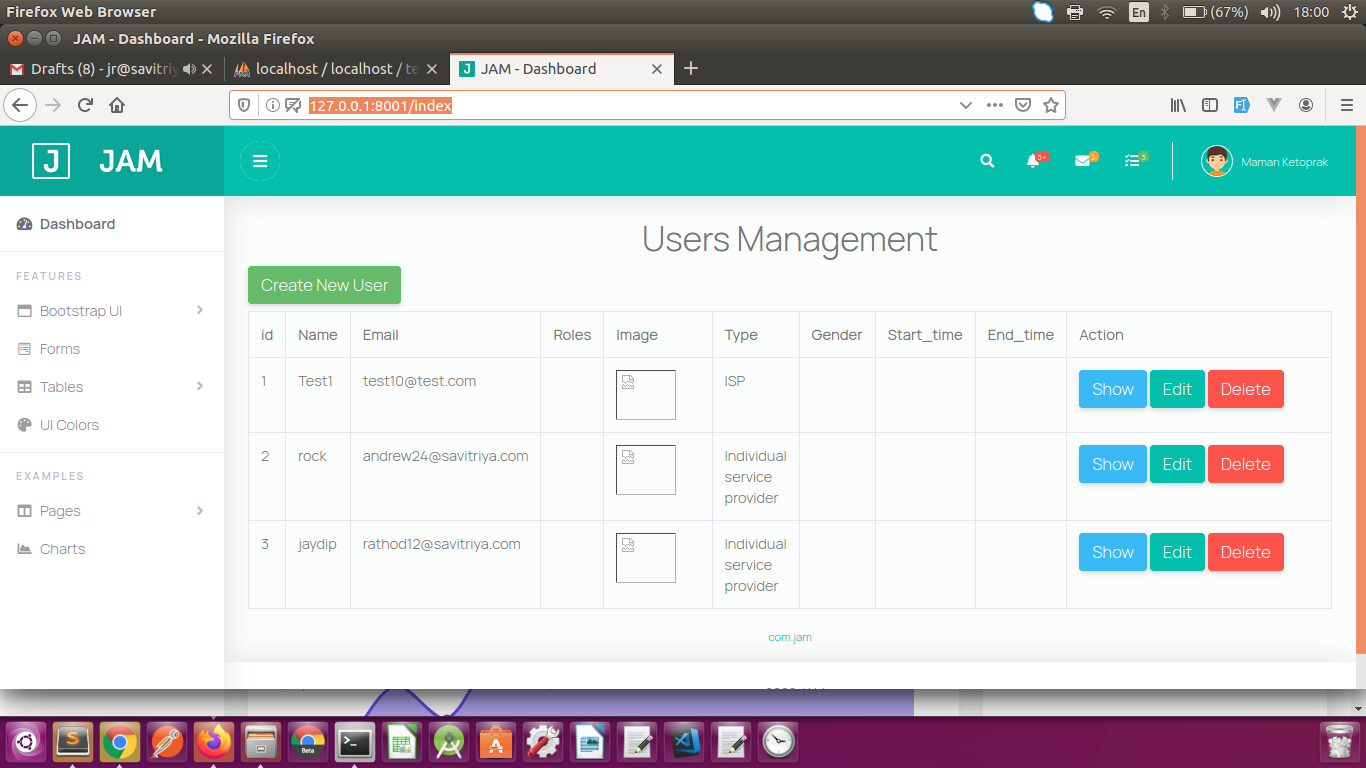 Firefox Web Browser
En
(67%)
18:00
JAM - Dashboard - Mozilla Firefox
Drafts (8) - jr@savitriy
localhost / localhost / te
JAM - Dashboard
127.0.0.1:8001/index
J JAM
3+
2
3
Maman Ketoprak
Dashboard
FEATURES
Bootstrap UI
Forms
Tables
UI Colors
EXAMPLES
Pages
Charts
Users Management
Create New User
id Name Email Roles Image Type Gender Start_time End_time Action
1 Test1 test10@test.com ISP Show Edit Delete
2 rock andrew24@savitriya.com Individual service provider Show Edit Delete
3 jaydip rathod12@savitriya.com Individual service provider Show Edit Delete
com.jam
Beta